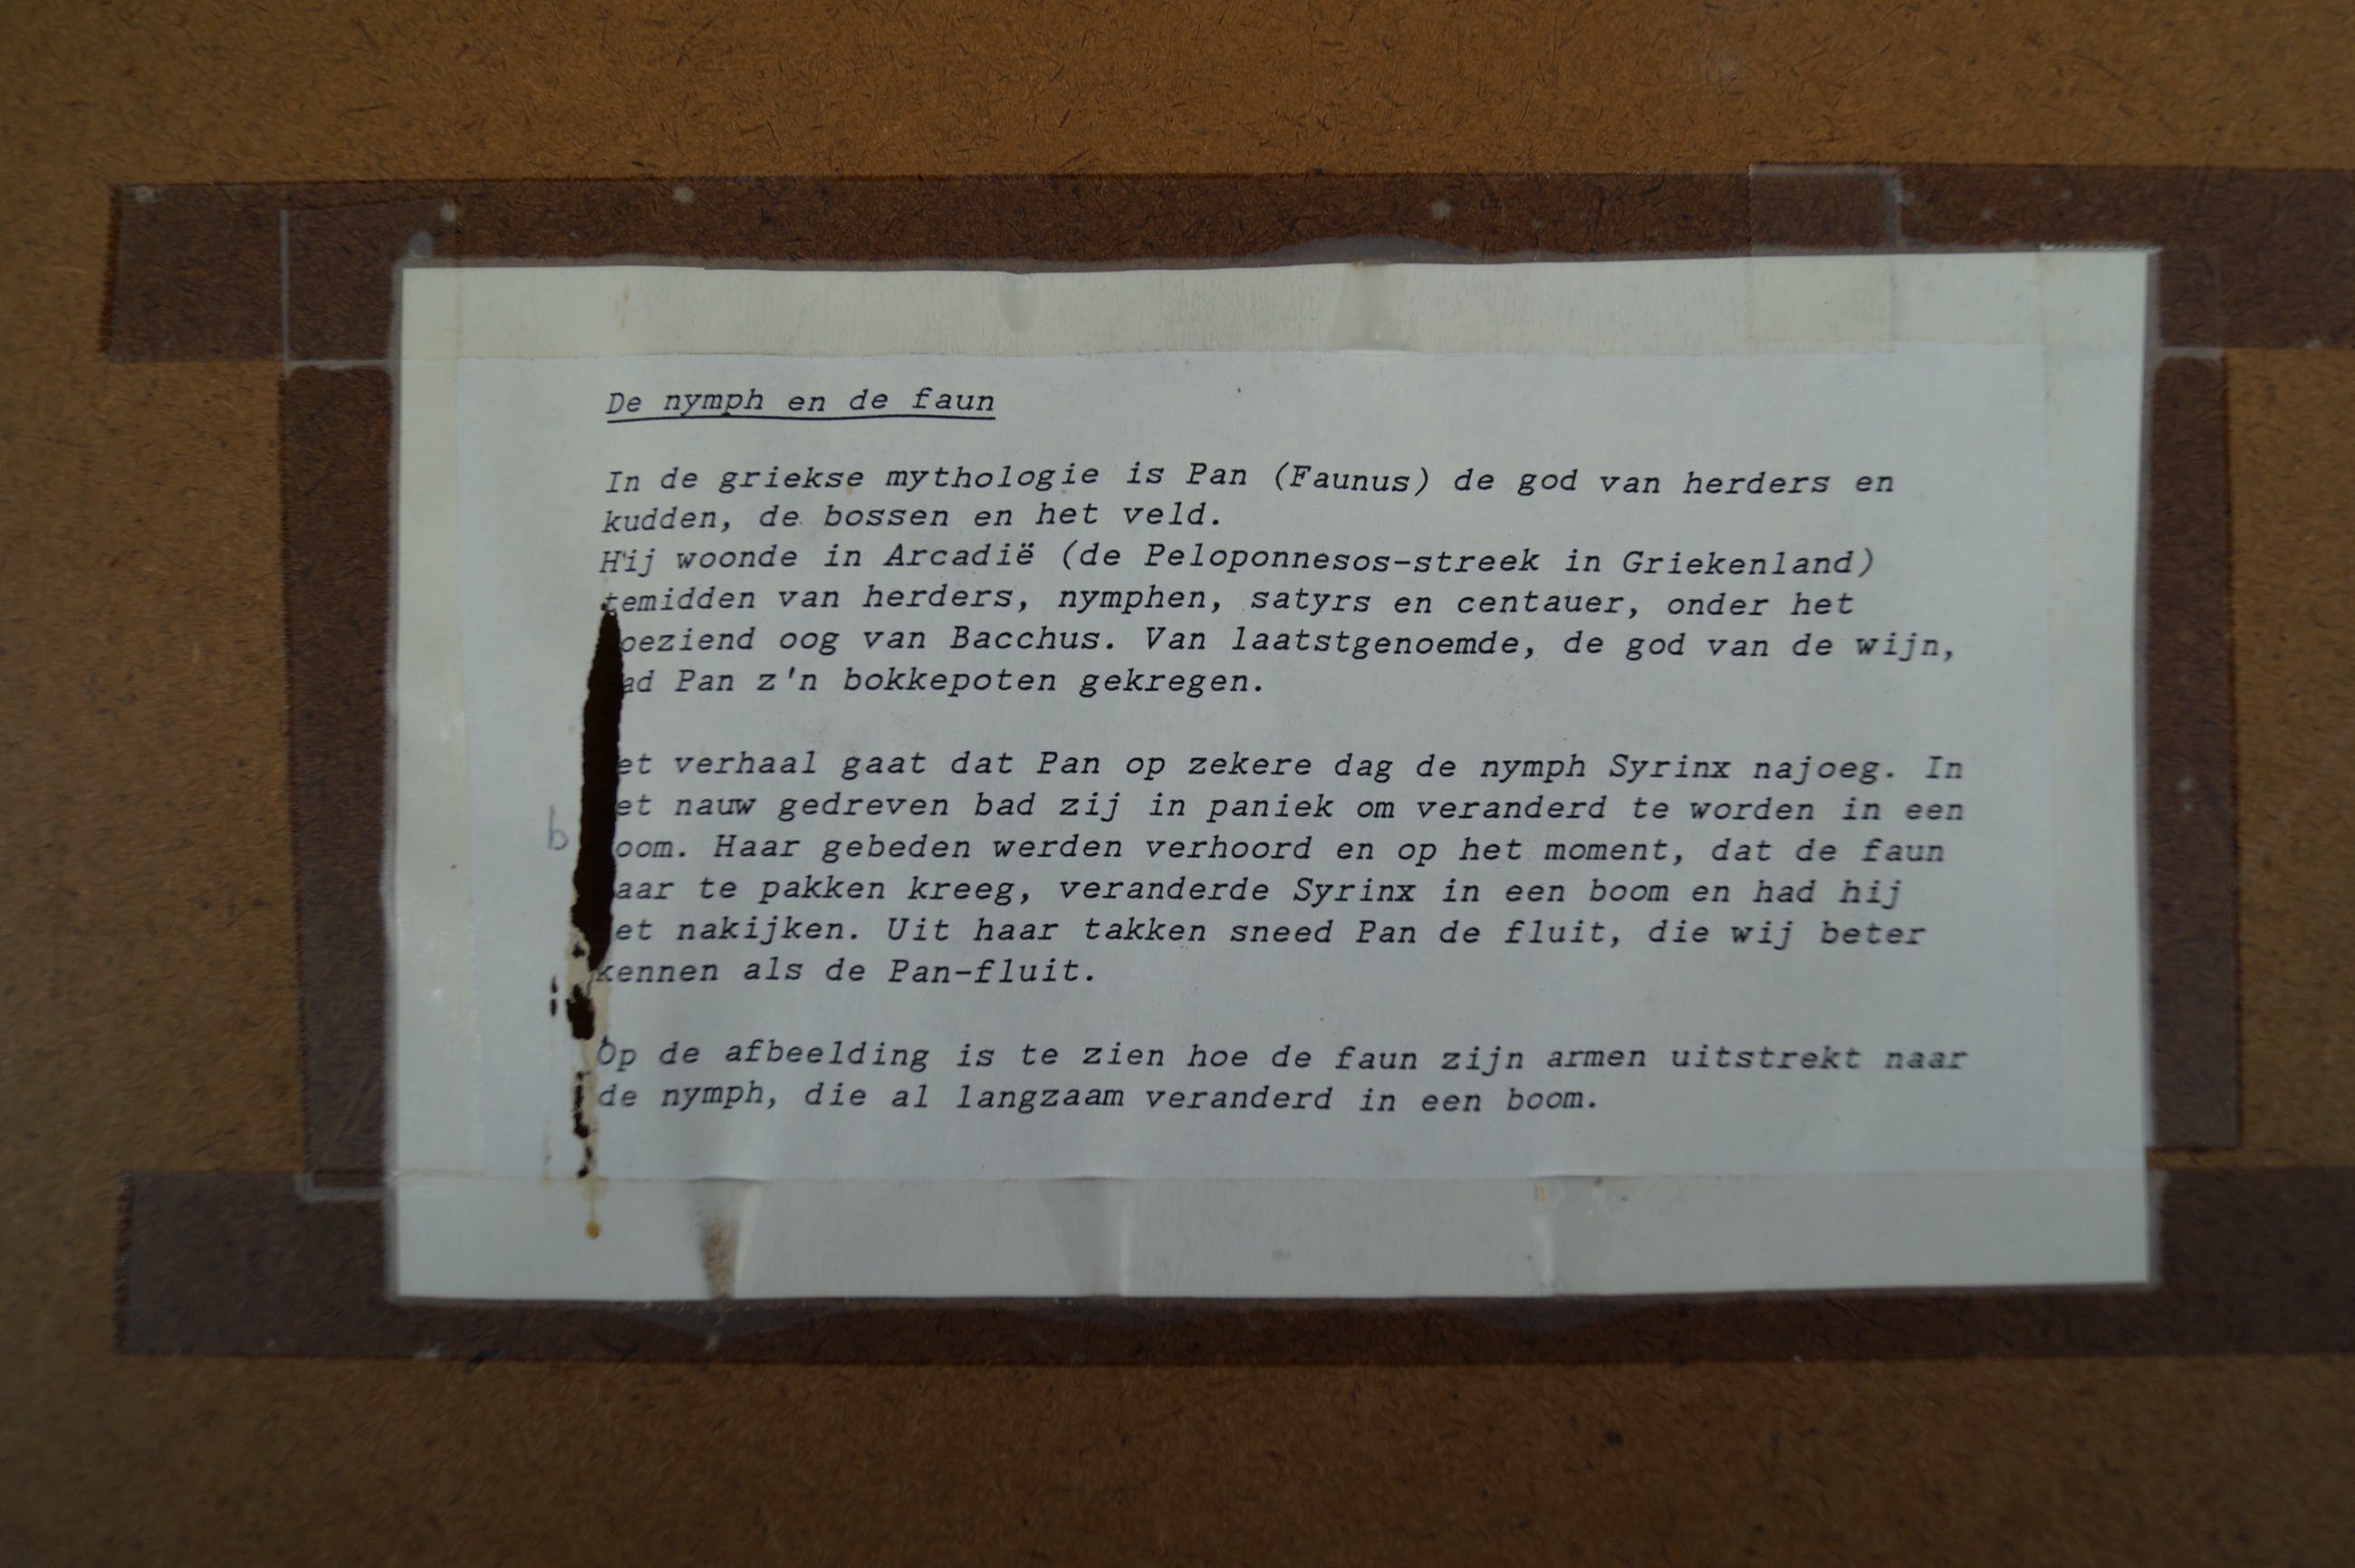 De nymph en de faun
In de griekse mythologie is Pan (Faunus) de god van herders en
kudden, de bossen en het veld.
Hij woonde in Arcadië (de Peloponnesos-streek in Griekenland)
temidden van herders, nymphen, satyrs en centauer, onder het
oeziend oog van Bacchus. Van laatstgenoemde, de god van de wijn,
ad Pan z'n bokkepoten gekregen.
et verhaal gaat dat Pan op zekere dag de nymph Syrinx najoeg. In
et nauw gedreven bad zij in paniek om veranderd te worden in een
b oom. Haar gebeden werden verhoord en op het moment, dat de faun
aar te pakken kreeg, veranderde Syrinx in een boom en had hij
et nakijken. Uit haar takken sneed Pan de fluit, die wij beter
kennen als de Pan-fluit.
Op de afbeelding is te zien hoe de faun zijn armen uitstrekt naar
de nymph, die al langzaam veranderd in een boom.